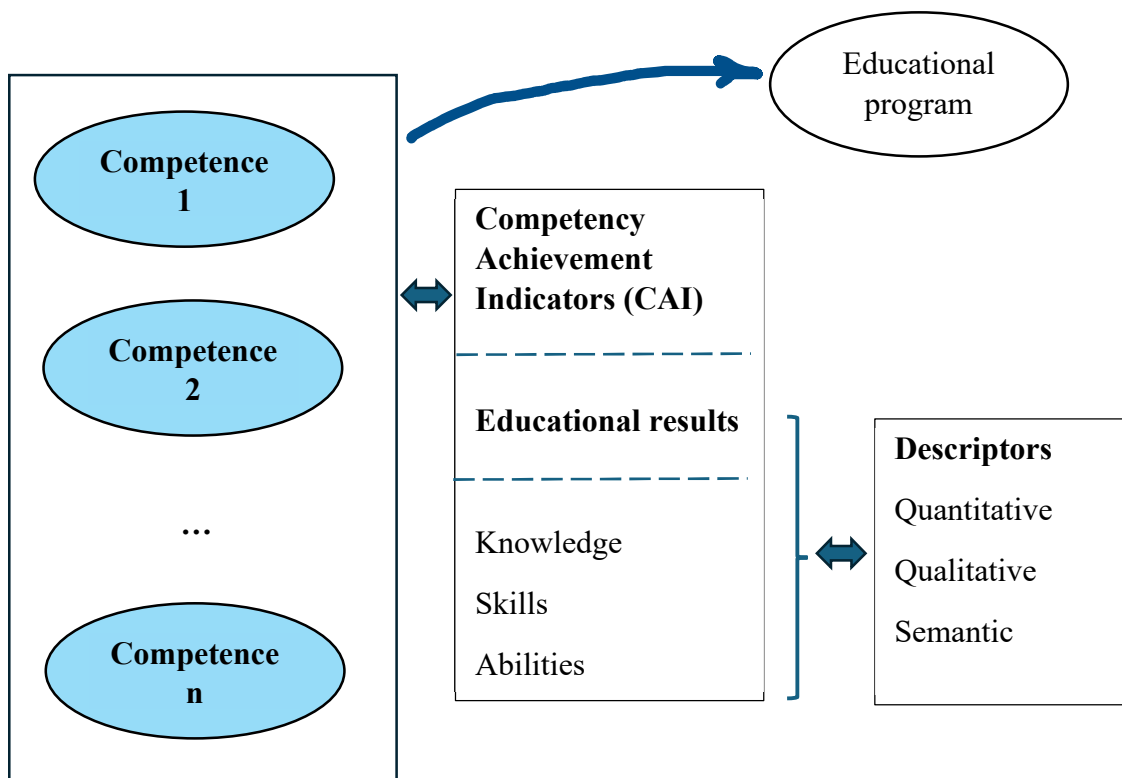 Educational
program
Competence
1
Competence
2
...
Competence
n
Competency
Achievement
Indicators (CAI)
Educational results
Knowledge
Skills
Abilities
Descriptors
Quantitative
Qualitative
Semantic